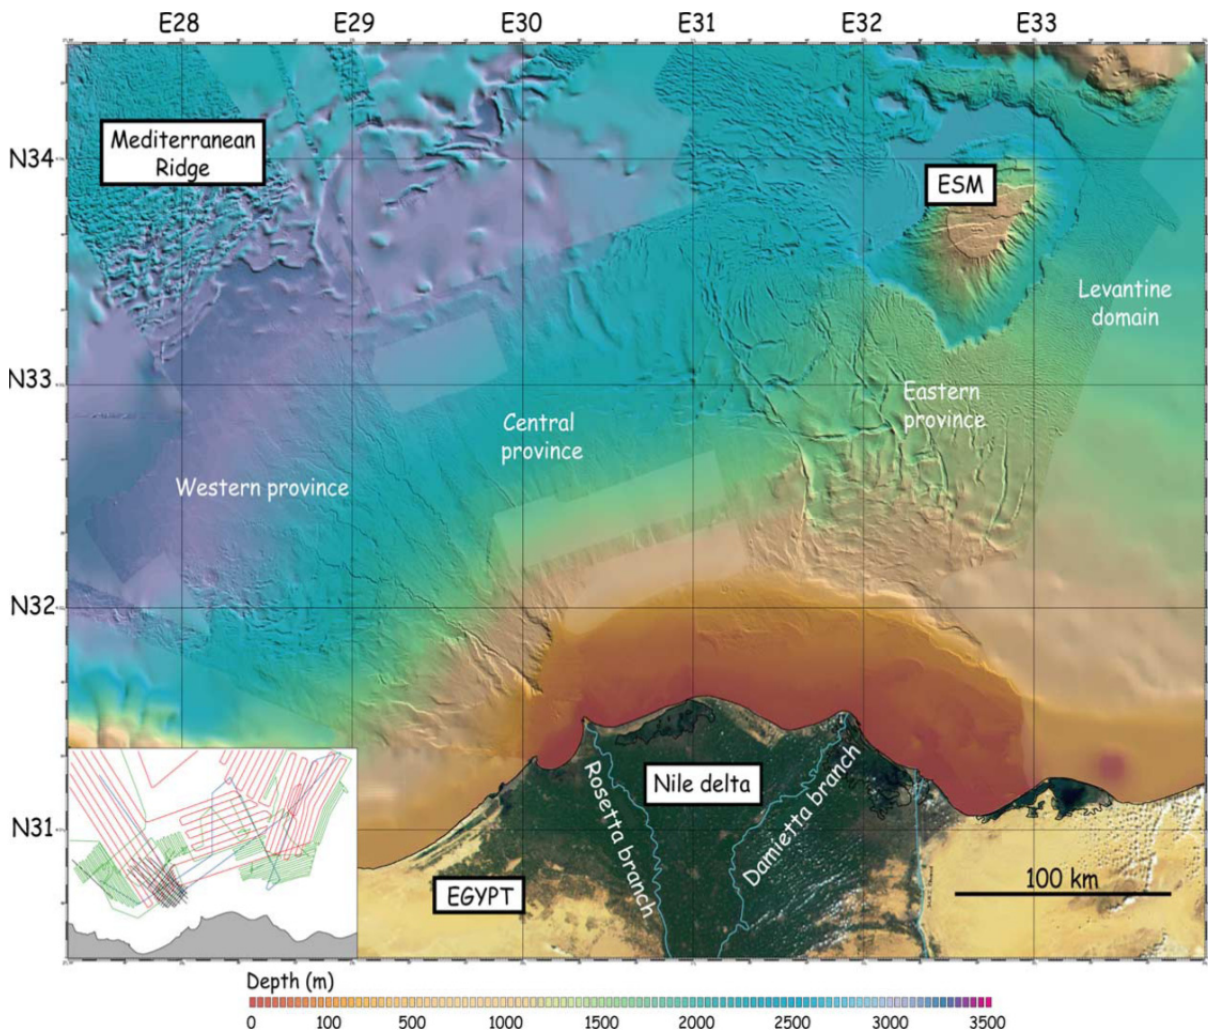 E28 E29 E30 E31 E32 E33
N34
N33
N32
N31
Mediterranean
Ridge
ESM
Levantine
domain
Eastern
province
Central
province
Western province
Nile delta
Rosetta branch
Damietta branch
EGYPT
100 km
Depth (m)
0 100 500 1000 1500 2000 2500 3000 3500